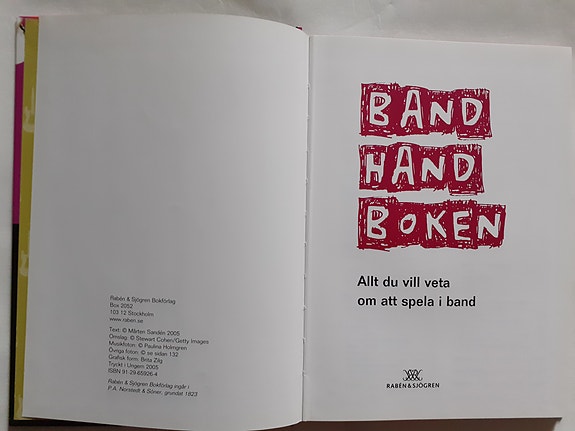 Rabén & Sjögren Bokförlag
Box 2052
103 12 Stockholm
www.raben.se
Text: © Mårten Sandén 2005
Omslag: © Stewart Cohen/Getty Images
Musikfoton: © Paulina Holmgren
Övriga foton: © se sidan 132
Grafisk form: Britta Zilg
Tryckt i Ungern 2005
ISBN 91-29-65926-4
Rabén & Sjögren Bokförlag ingår i
P.A. Norstedt & Söner, grundat 1823
BAND
HAND
BOKEN
Allt du vill veta
om att spela i band
RABÉN & SJÖGREN